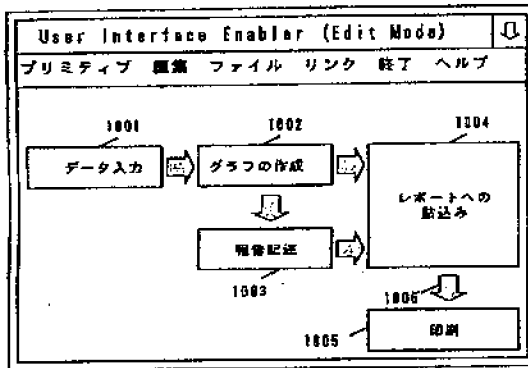 User Interface Enabler (Edit Mode)
プリミティブ 編集 ファイル リンク 終了 ヘルプ
1001
1002
1004
データ入力
グラフの作成
レポートへの
貼込み
報告記述
1003
1006
1005
印刷